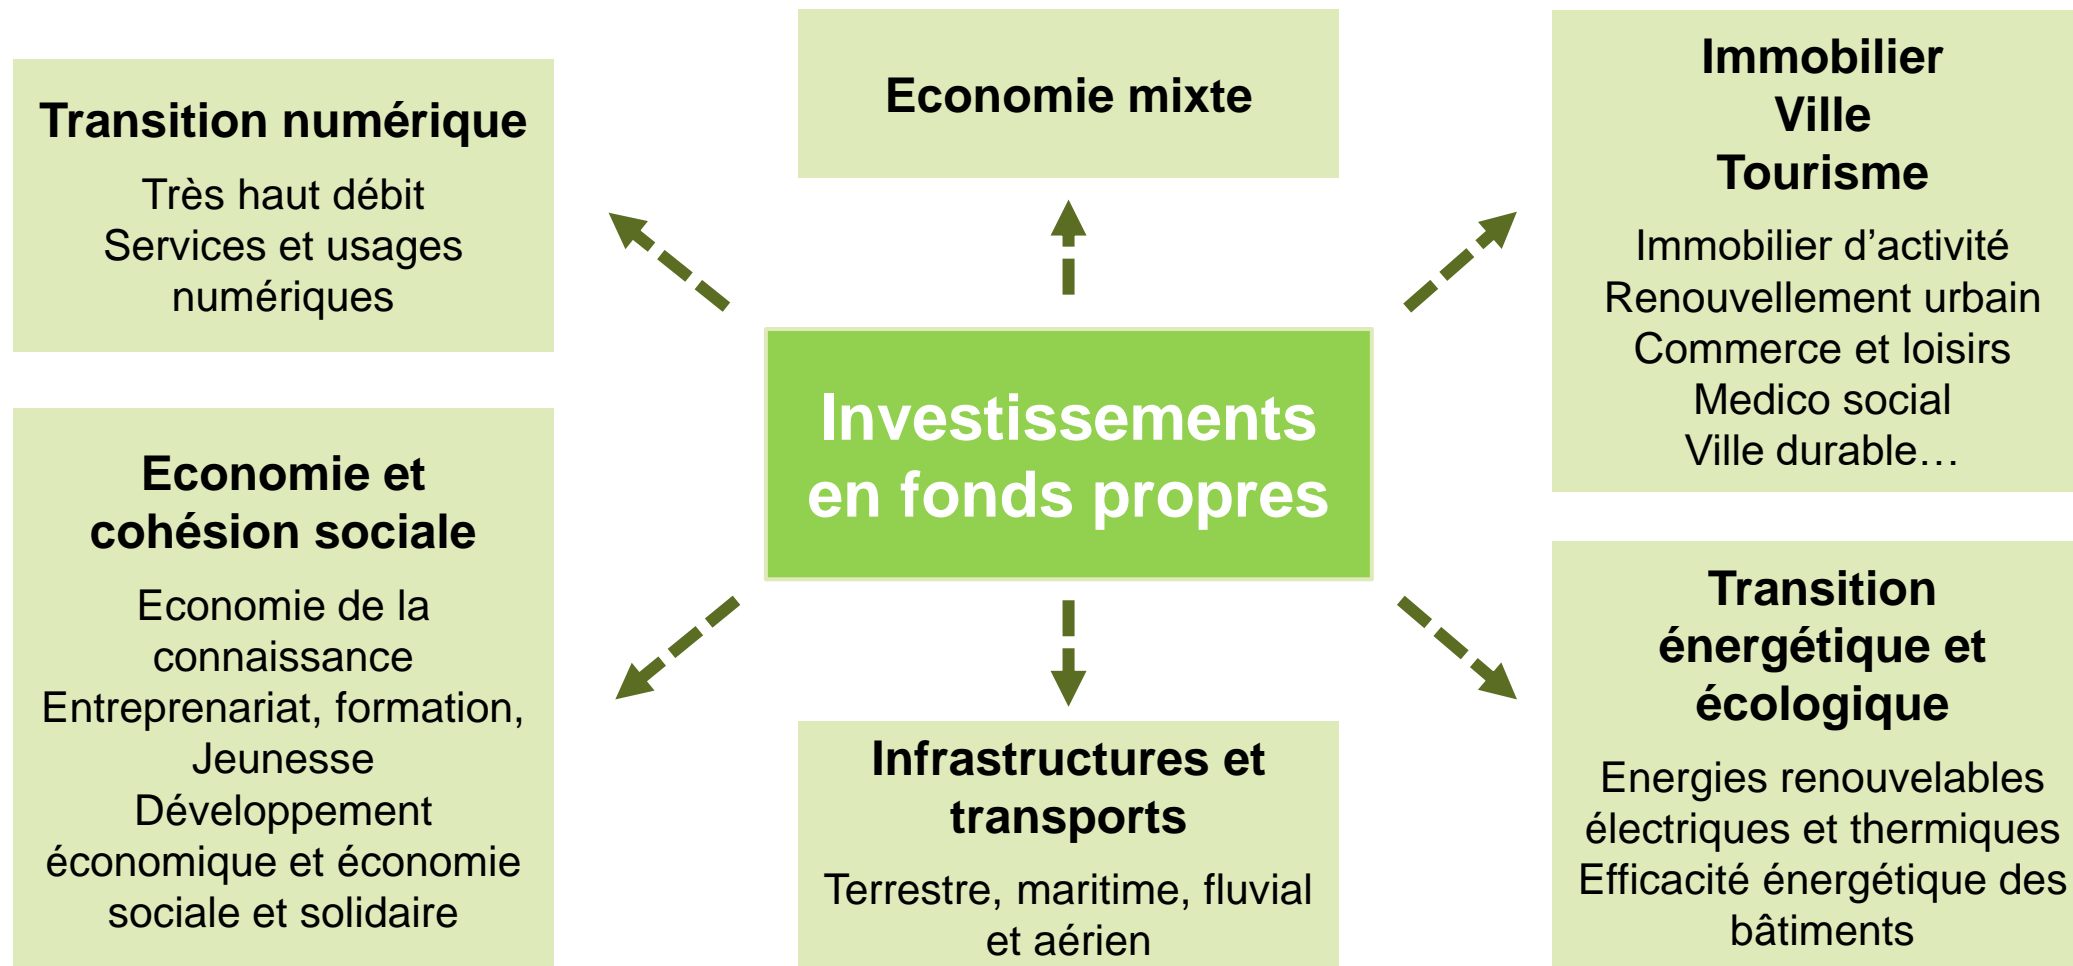 Transition numérique
Très haut débit
Services et usages
numériques
Economie mixte
Immobilier
Ville
Tourisme
Immobilier d’activité
Renouvellement urbain
Commerce et loisirs
Medico social
Ville durable…
Investissements
en fonds propres
Economie et
cohésion sociale
Economie de la
connaissance
Entreprenariat, formation,
Jeunesse
Développement
économique et économie
sociale et solidaire
Infrastructures et
transports
Terrestre, maritime, fluvial
et aérien
Transition
énergétique et
écologique
Energies renouvelables
électriques et thermiques
Efficacité énergétique des
bâtiments